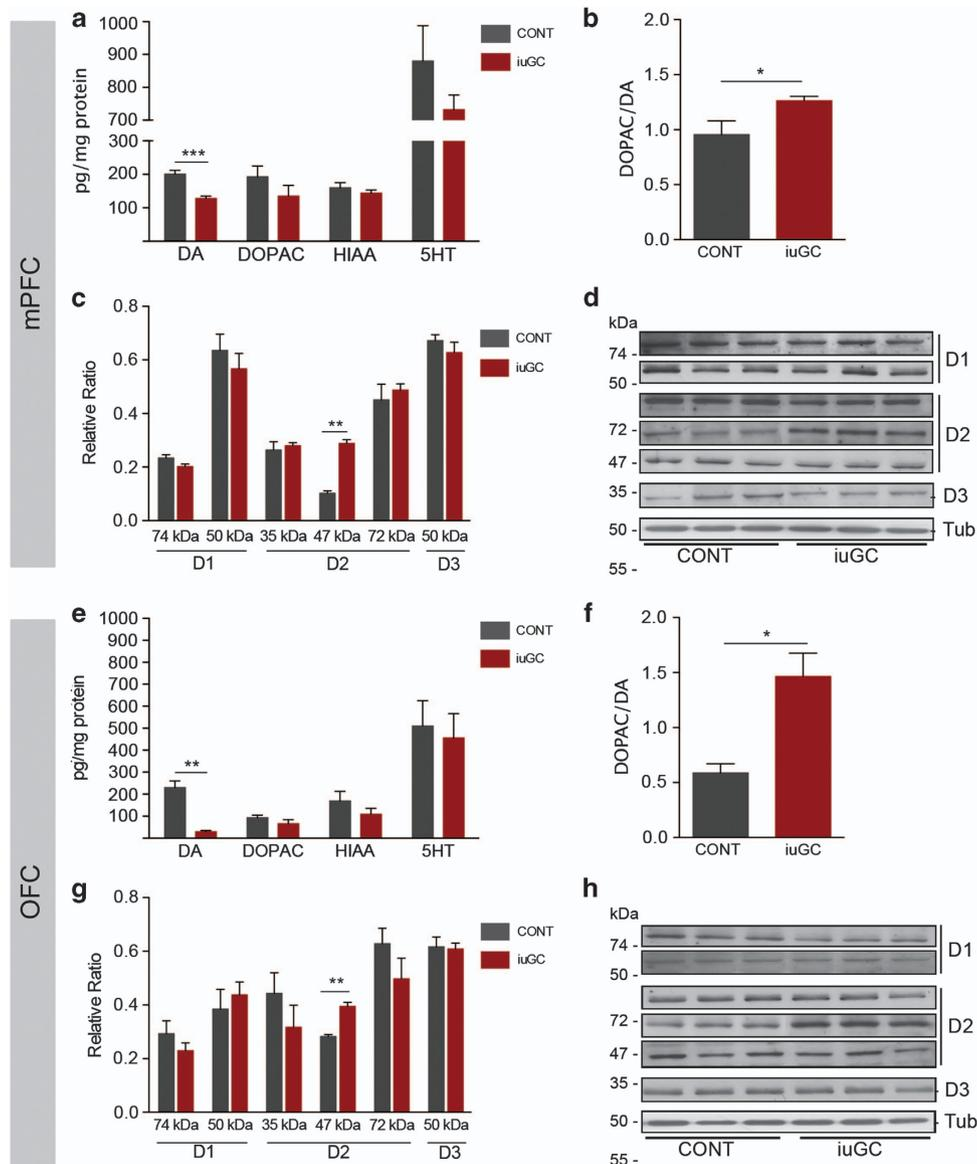 mPFC
a
1000
900
800
700
300
200
100
pg/mg protein
***
DA
DOPAC
HIAA
5HT
CONT
iuGC
b
2.0
1.5
1.0
0.5
0.0
DOPAC/DA
*
CONT
iuGC
c
0.8
0.6
0.4
0.2
0.0
Relative Ratio
**
CONT
iuGC
74 kDa 50 kDa 35 kDa 47 kDa 72 kDa 50 kDa
D1 D2 D3
d
kDa
74 -
50 -
72 -
47 -
35 -
50 -
55 -
D1
D2
D3
Tub
CONT iuGC
OFC
e
1000
900
800
700
600
500
400
300
200
100
pg/mg protein
**
DA
DOPAC
HIAA
5HT
CONT
iuGC
f
2.0
1.5
1.0
0.5
0.0
DOPAC/DA
*
CONT
iuGC
g
0.8
0.6
0.4
0.2
0.0
Relative Ratio
**
CONT
iuGC
74 kDa 50 kDa 35 kDa 47 kDa 72 kDa 50 kDa
D1 D2 D3
h
kDa
74 -
50 -
72 -
47 -
35 -
50 -
55 -
D1
D2
D3
Tub
CONT iuGC